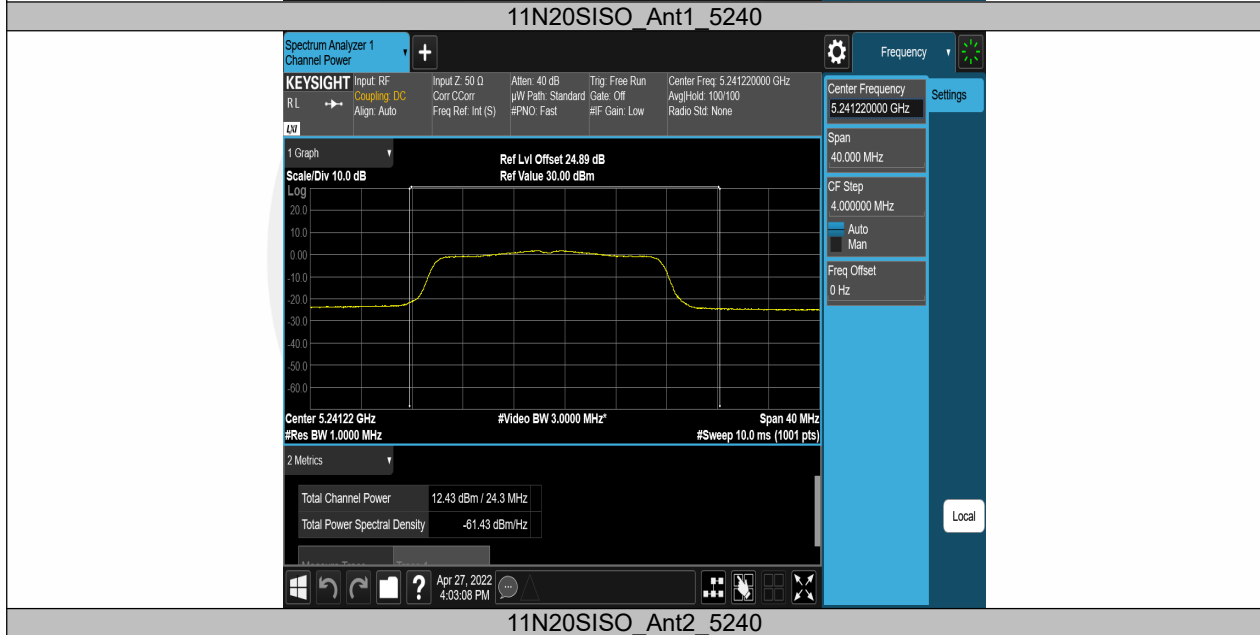 11N20SISO_Ant1_5240
Spectrum Analyzer 1
Channel Power
+
Frequency
KEYSIGHT
RL
LXI
Input: RF
Coupling: DC
Align: Auto
Input Z: 50 Ω
Corr CCorr
Freq Ref: Int (S)
Atten: 40 dB
µW Path: Standard
#PNO: Fast
Trig: Free Run
Gate: Off
#IF Gain: Low
Center Freq: 5.241220000 GHz
Avg|Hold: 100/100
Radio Std: None
Center Frequency
5.241220000 GHz
Settings
Span
40.000 MHz
CF Step
4.000000 MHz
Auto
Man
Freq Offset
0 Hz
1 Graph
Ref Lvl Offset 24.89 dB
Scale/Div 10.0 dB
Ref Value 30.00 dBm
Log
20.0
10.0
0.00
-10.0
-20.0
-30.0
-40.0
-50.0
-60.0
Center 5.24122 GHz
#Video BW 3.0000 MHz*
Span 40 MHz
#Res BW 1.0000 MHz
#Sweep 10.0 ms (1001 pts)
2 Metrics
Total Channel Power 12.43 dBm / 24.3 MHz
Total Power Spectral Density -61.43 dBm/Hz
Local
?
Apr 27, 2022
4:03:08 PM
11N20SISO_Ant2_5240